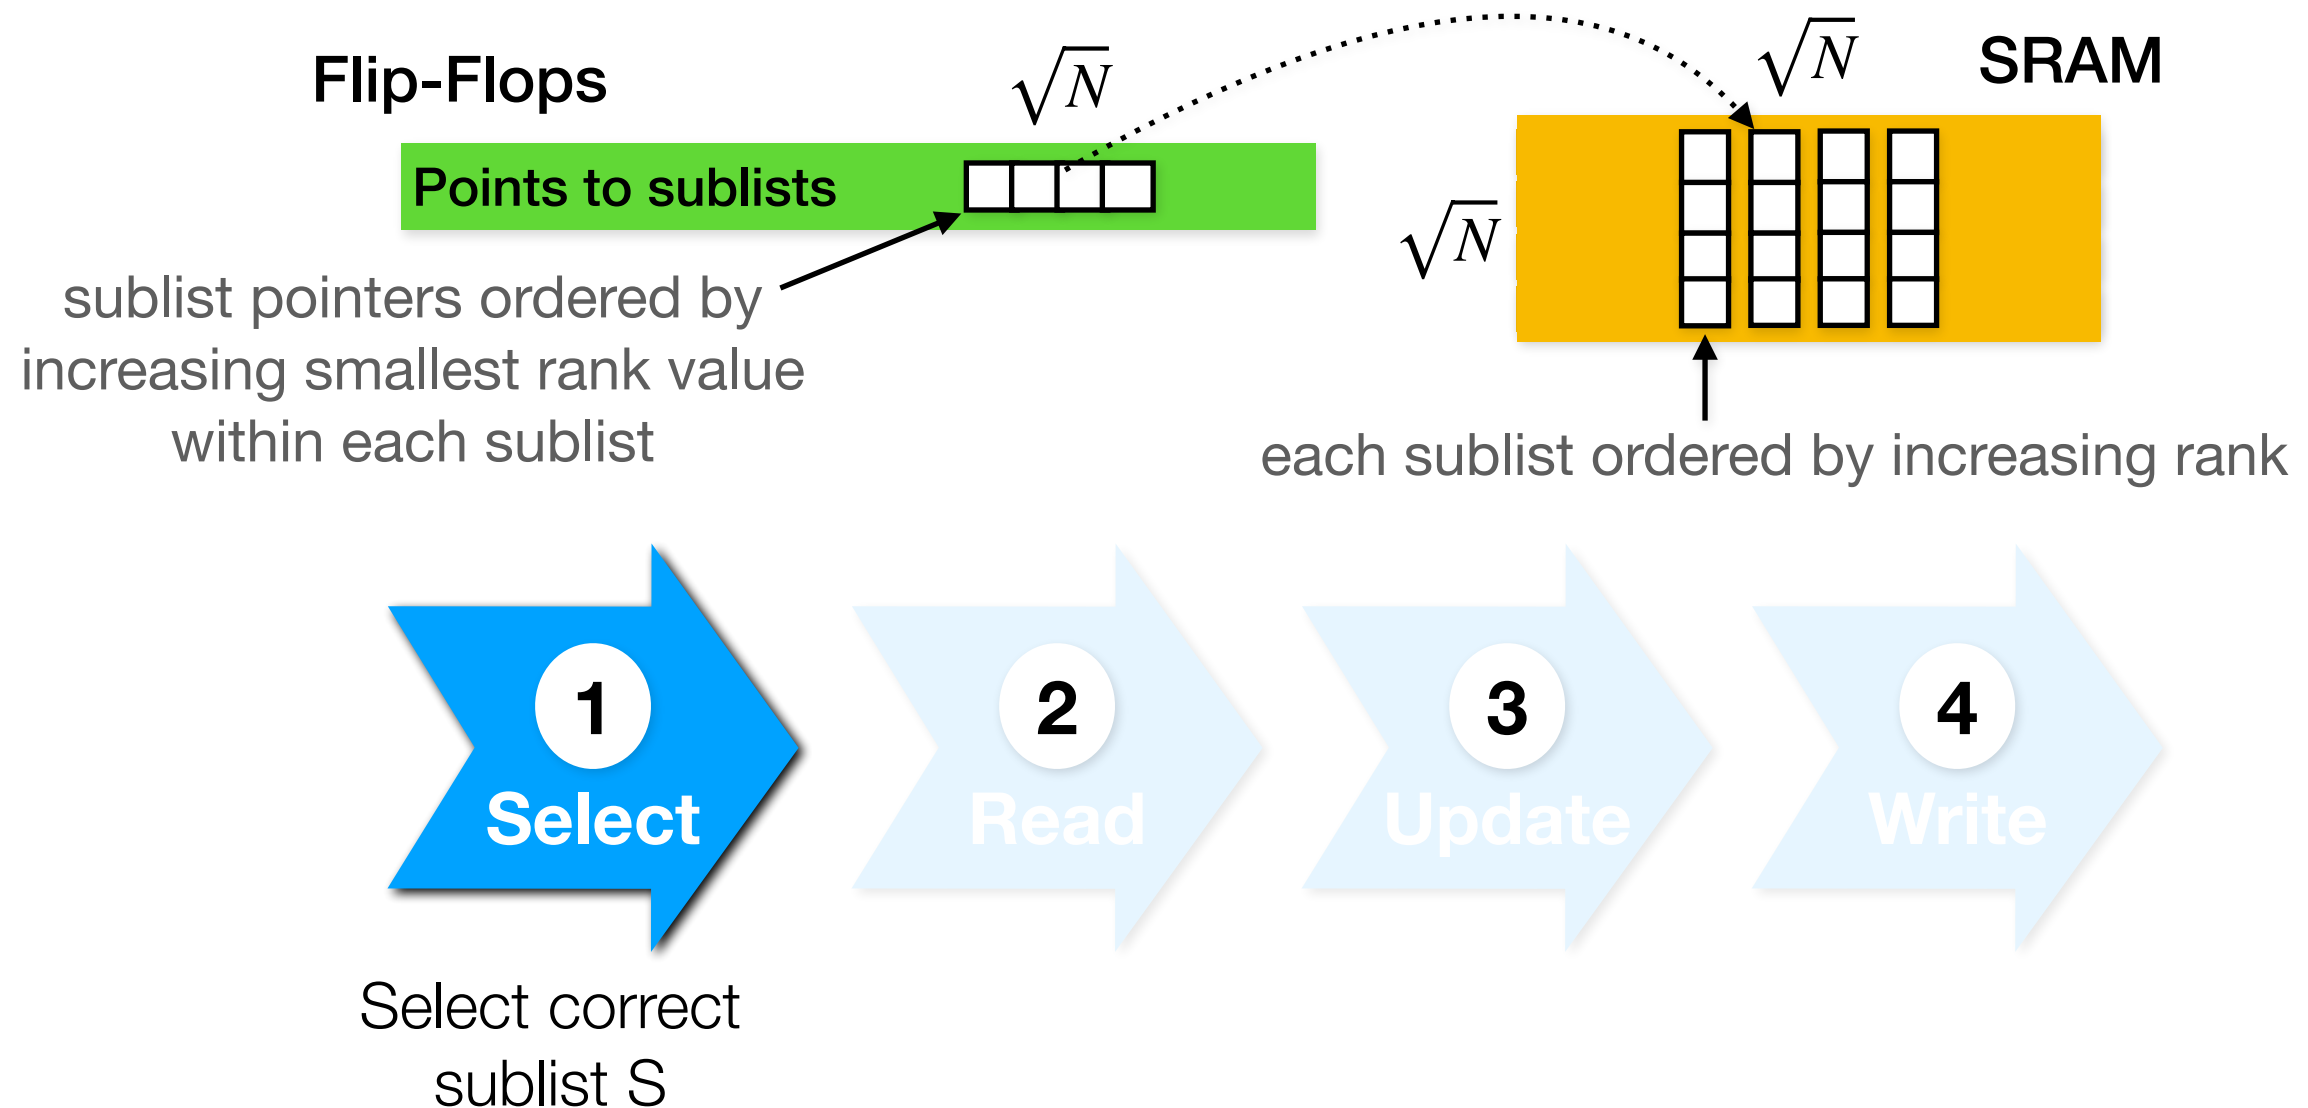 Flip-Flops
√N
√N
SRAM
Points to sublists
√N
sublist pointers ordered by
increasing smallest rank value
within each sublist
each sublist ordered by increasing rank
1
Select
2
Read
3
Update
4
Write
Select correct
sublist S